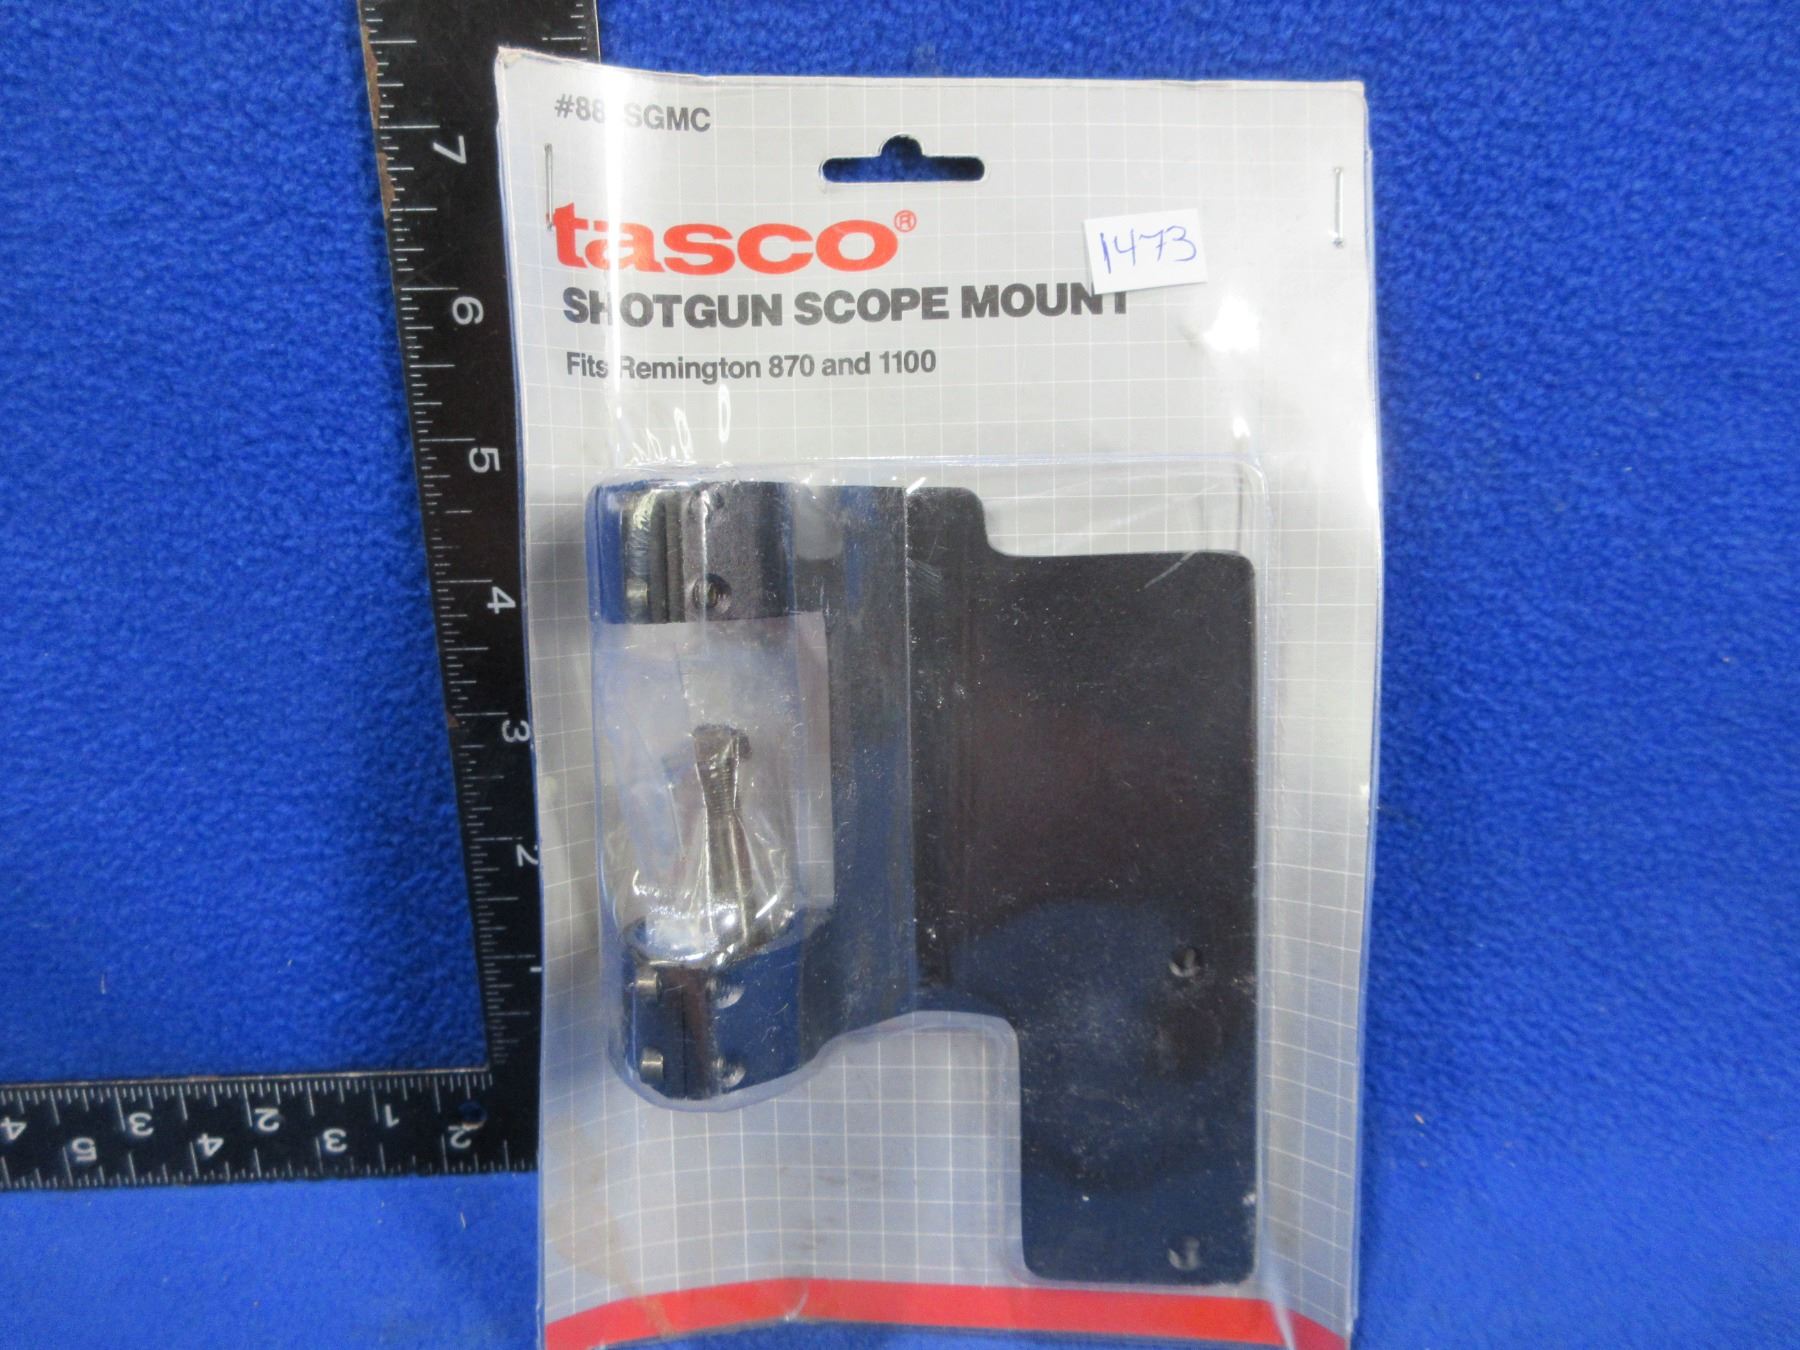 SGMC
tasco®
1473
SHOTGUN SCOPE MOUNT
Fits Remington 870 and 1100
7
6
5
4
3
2
1
4 3 2 1
5 4 3 2